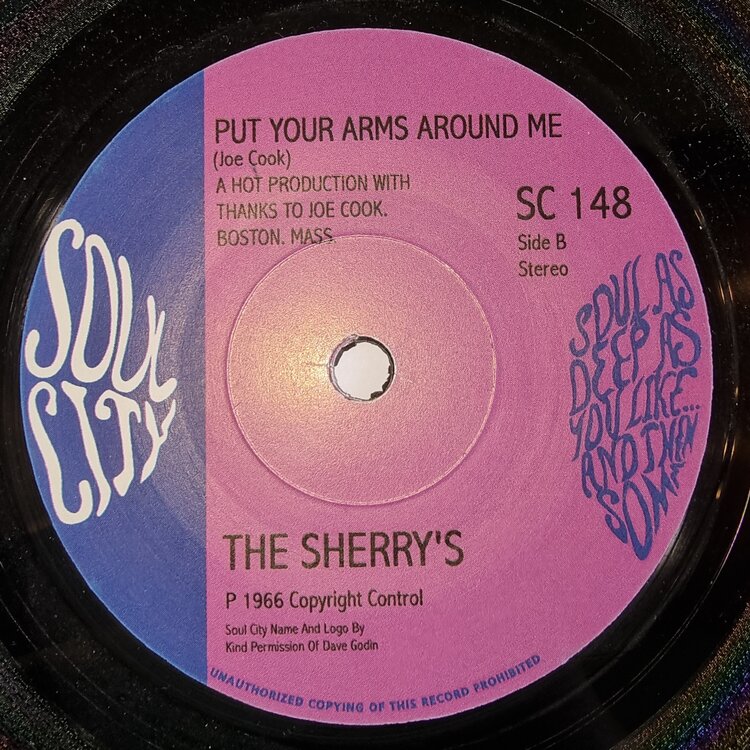 SOUL
CITY
PUT YOUR ARMS AROUND ME
(Joe Cook)
A HOT PRODUCTION WITH
THANKS TO JOE COOK.
BOSTON. MASS
SC 148
Side B
Stereo
SOUL AS
DEEP AS
YOU LIKE...
AND THEN
SOME
THE SHERRY'S
P 1966 Copyright Control
Soul City Name And Logo By
Kind Permission Of Dave Godin
UNAUTHORIZED COPYING OF THIS RECORD PROHIBITED